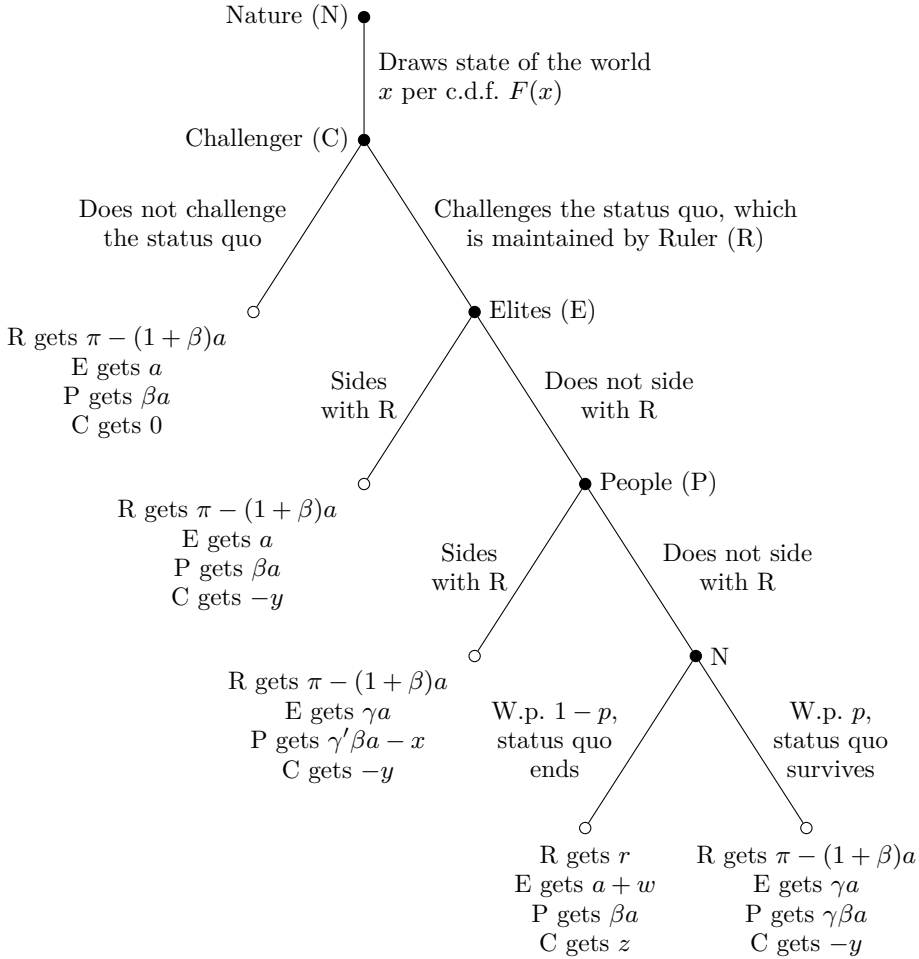 Nature (N)
Draws state of the world
x per c.d.f. F(x)
Challenger (C)
Does not challenge
the status quo
Challenges the status quo, which
is maintained by Ruler (R)
Elites (E)
R gets π − (1 + β)a
E gets a
P gets βa
C gets 0
Sides
with R
Does not side
with R
People (P)
R gets π − (1 + β)a
E gets a
P gets βa
C gets −y
Sides
with R
Does not side
with R
N
R gets π − (1 + β)a
E gets γa
P gets γ′βa − x
C gets −y
W.p. 1 − p,
status quo
ends
W.p. p,
status quo
survives
R gets r
E gets a + w
P gets βa
C gets z
R gets π − (1 + β)a
E gets γa
P gets γβa
C gets −y